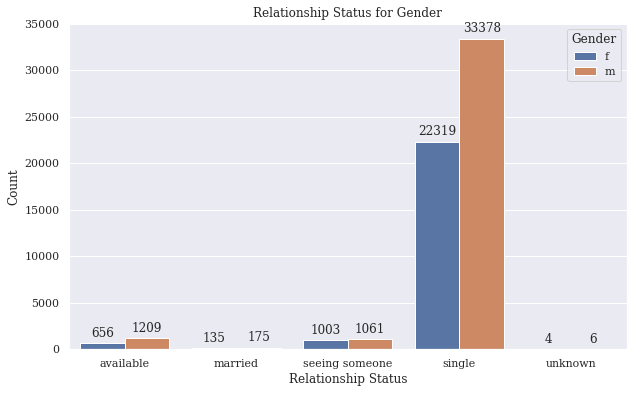 Relationship Status for Gender
35000
30000
25000
20000
15000
10000
5000
0
Count
656
1209
135
175
1003
1061
22319
33378
4
6
Gender
f
m
available
married
seeing someone
single
unknown
Relationship Status